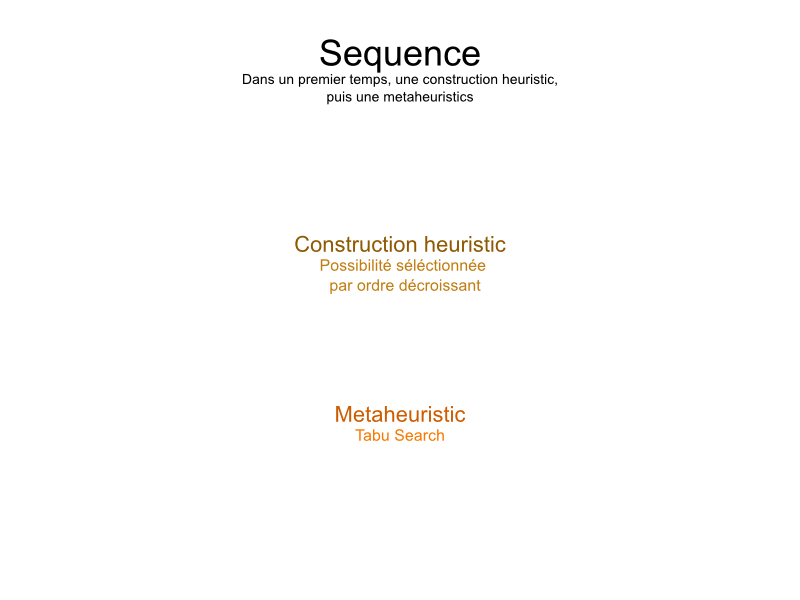 Sequence
Dans un premier temps, une construction heuristic,
puis une metaheuristics
Construction heuristic
Possibilité séléctionnée
par ordre décroissant
Metaheuristic
Tabu Search